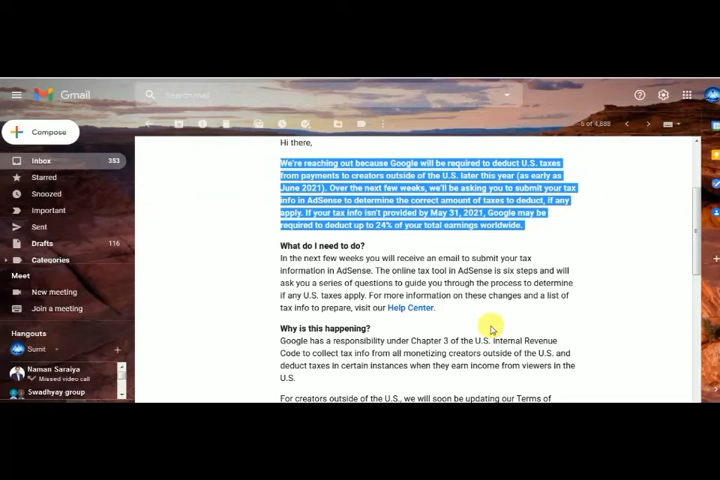 Gmail
Search mail
Compose
5 of 4,888
Inbox 353
Starred
Snoozed
Important
Sent
Drafts 116
Categories
Meet
New meeting
Join a meeting
Hangouts
Sumit
Naman Saraiya
Missed video call
Swadhyay group
Hi there,
We're reaching out because Google will be required to deduct U.S. taxes
from payments to creators outside of the U.S. later this year (as early as
June 2021). Over the next few weeks, we'll be asking you to submit your tax
info in AdSense to determine the correct amount of taxes to deduct, if any
apply. If your tax info isn't provided by May 31, 2021, Google may be
required to deduct up to 24% of your total earnings worldwide.
What do I need to do?
In the next few weeks you will receive an email to submit your tax
information in AdSense. The online tax tool in AdSense is six steps and will
ask you a series of questions to guide you through the process to determine
if any U.S. taxes apply. For more information on these changes and a list of
tax info to prepare, visit our Help Center.
Why is this happening?
Google has a responsibility under Chapter 3 of the U.S. Internal Revenue
Code to collect tax info from all monetizing creators outside of the U.S. and
deduct taxes in certain instances when they earn income from viewers in the
U.S.
For creators outside of the U.S., we will soon be updating our Terms of